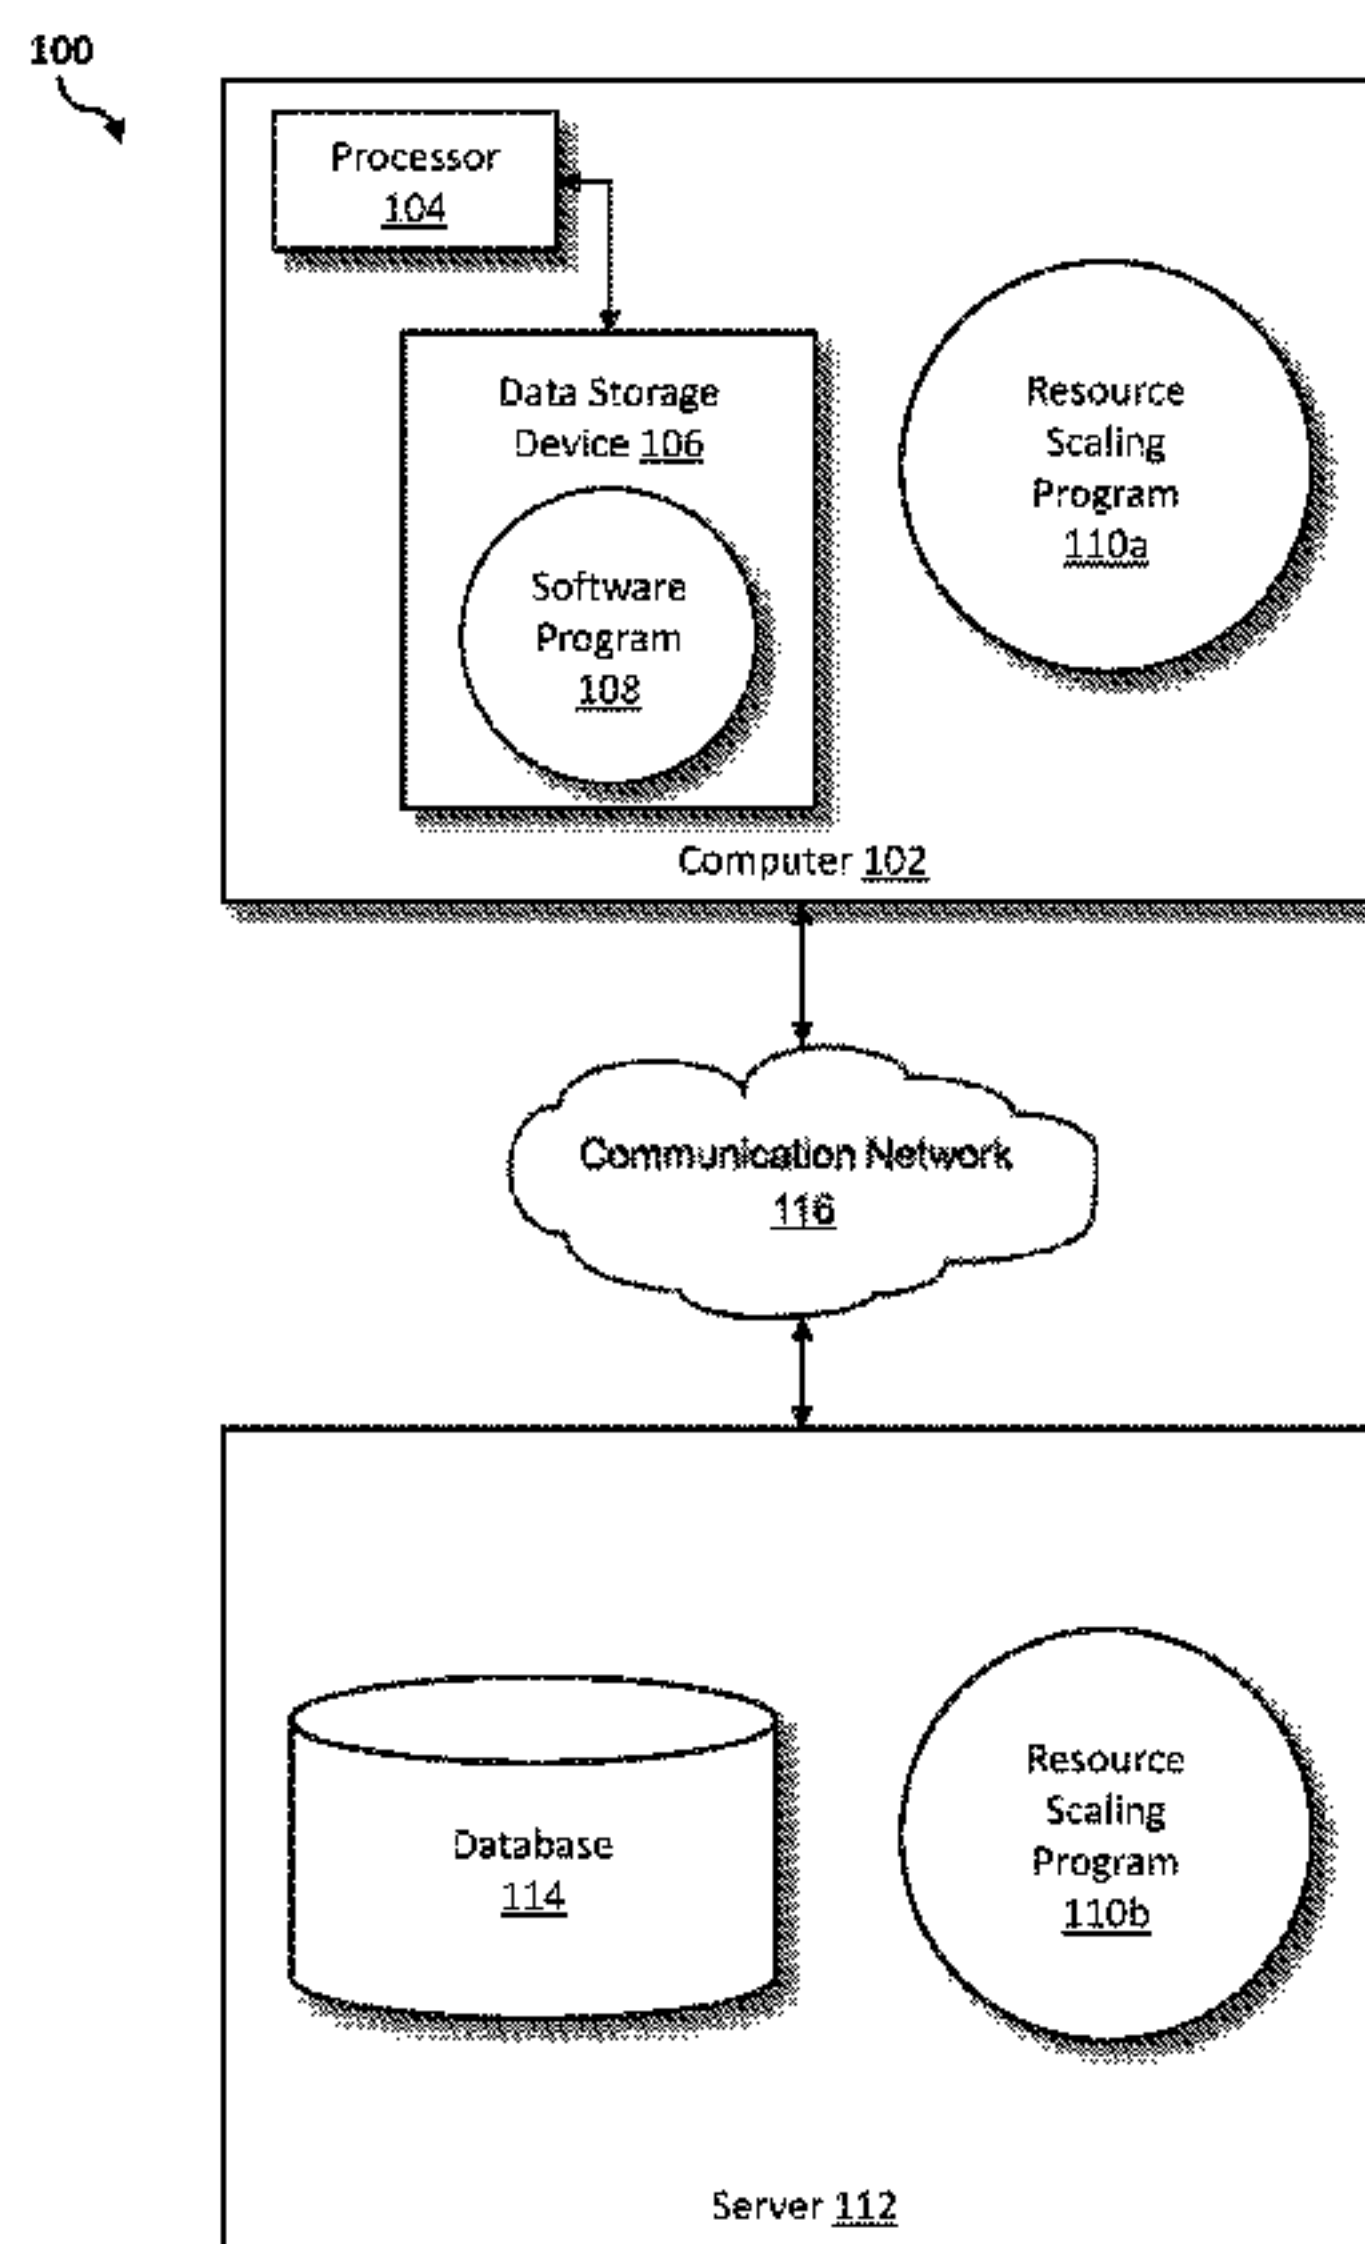 100
Processor
104
Data Storage
Device 106
Software
Program
108
Resource
Scaling
Program
110a
Computer 102
Communication Network
116
Database
114
Resource
Scaling
Program
110b
Server 112